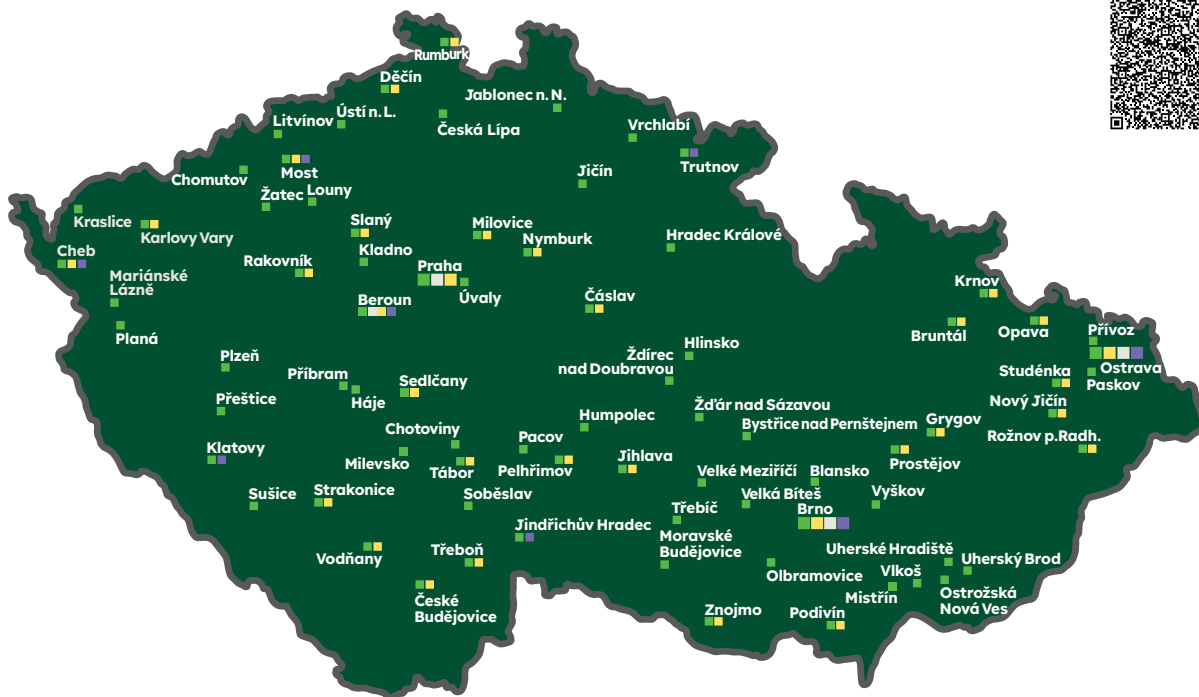 Rumburk
Děčín
Jablonec n. N.
Ústí n. L.
Litvínov
Česká Lípa
Vrchlabí
Most
Trutnov
Chomutov
Jičín
Žatec
Louny
Kraslice
Karlovy Vary
Slaný
Milovice
Nymburk
Hradec Králové
Cheb
Kladno
Rakovník
Praha
Mariánské
Lázně
Úvaly
Beroun
Čáslav
Krnov
Planá
Bruntál
Opava
Přívoz
Hlinsko
Ždírec
nad Doubravou
Plzeň
Ostrava
Studénka
Paskov
Příbram
Háje
Sedlčany
Přeštice
Žďár nad Sázavou
Nový Jičín
Humpolec
Bystřice nad Pernštejnem
Grygov
Chotoviny
Rožnov p.Radh.
Pacov
Klatovy
Jihlava
Milevsko
Tábor
Pelhřimov
Prostějov
Velké Meziříčí
Blansko
Sušice
Strakonice
Soběslav
Velká Bíteš
Vyškov
Třebíč
Brno
Jindřichův Hradec
Moravské
Budějovice
Vodňany
Třeboň
Uherské Hradiště
Uherský Brod
Olbramovice
Vlkoš
Mistřín
Ostrožská
Nová Ves
České
Budějovice
Znojmo
Podivín